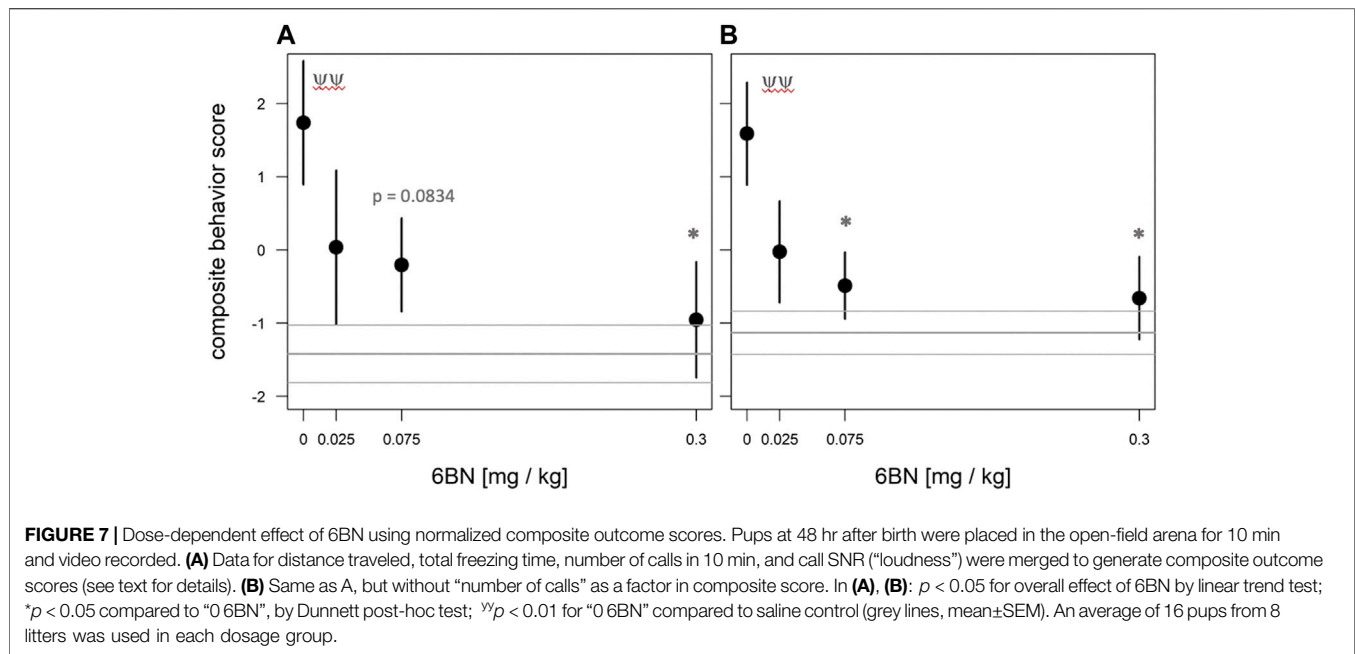 A
B
ψψ
ψψ
composite behavior score
2
1
0
-1
-2
p = 0.0834
*
*
*
0 0.025 0.075 0.3
0 0.025 0.075 0.3
6BN [mg / kg]
6BN [mg / kg]
FIGURE 7 | Dose-dependent effect of 6BN using normalized composite outcome scores. Pups at 48 hr after birth were placed in the open-field arena for 10 min
and video recorded. (A) Data for distance traveled, total freezing time, number of calls in 10 min, and call SNR (“loudness”) were merged to generate composite outcome
scores (see text for details). (B) Same as A, but without “number of calls” as a factor in composite score. In (A), (B): p < 0.05 for overall effect of 6BN by linear trend test;
*p < 0.05 compared to “0 6BN”, by Dunnett post-hoc test; ʸʸp < 0.01 for “0 6BN” compared to saline control (grey lines, mean±SEM). An average of 16 pups from 8
litters was used in each dosage group.